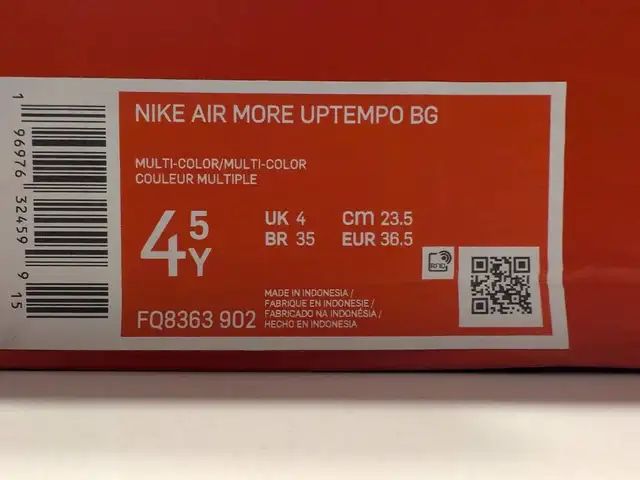 1 96976 32459 9 15
NIKE AIR MORE UPTEMPO BG
MULTI-COLOR/MULTI-COLOR
COULEUR MULTIPLE
4 5 Y
UK 4 cm 23.5
BR 35 EUR 36.5
RFID
MADE IN INDONESIA /
FABRIQUE EN INDONESIE /
FABRICADO NA INDONÉSIA /
HECHO EN INDONESIA
FQ8363 902